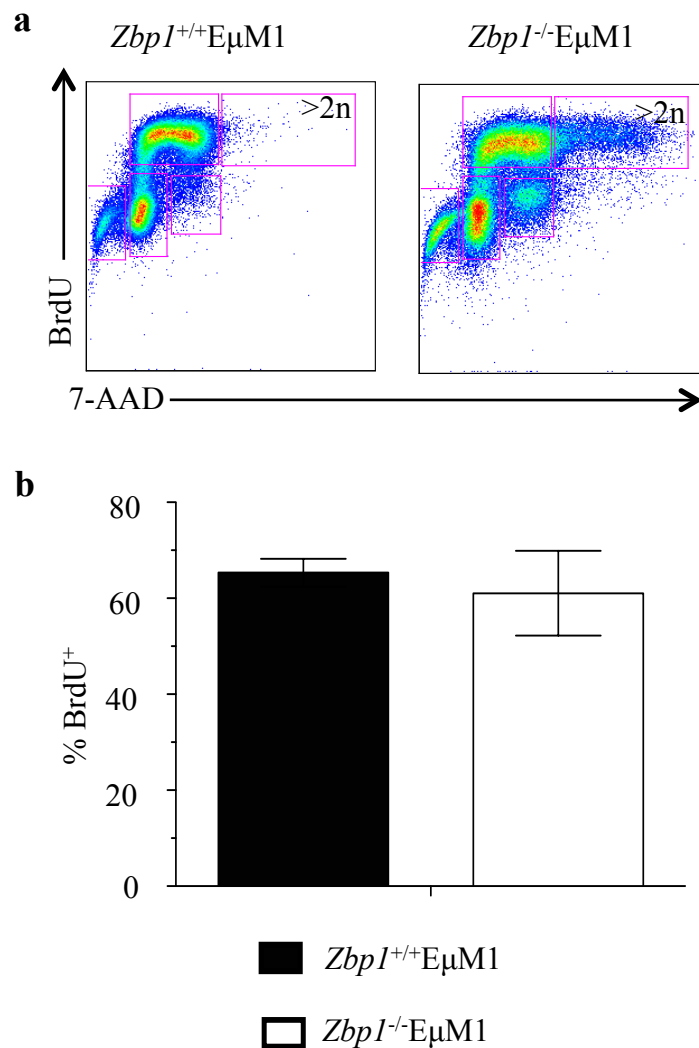 a
Zbp1+/+EµM1
Zbp1-/-EµM1
>2n
>2n
BrdU
7-AAD
b
80
60
40
20
0
% BrdU+
Zbp1+/+EµM1
Zbp1-/-EµM1